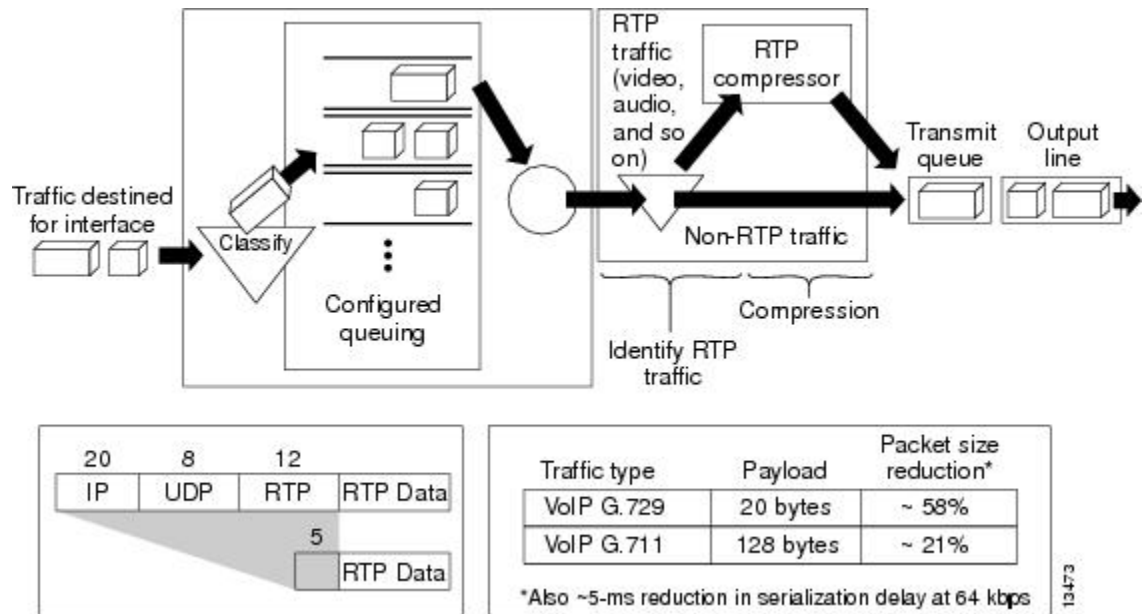 RTP
traffic
(video,
audio,
and so
on)
RTP
compressor
Transmit
queue
Output
line
Traffic destined
for interface
Classify
Non-RTP traffic
Configured
queuing
Compression
Identify RTP
traffic
20 8 12
IP UDP RTP RTP Data
5
RTP Data
Traffic type Payload Packet size
reduction*
VoIP G.729 20 bytes ~ 58%
VoIP G.711 128 bytes ~ 21%
*Also ~5-ms reduction in serialization delay at 64 kbps
13473